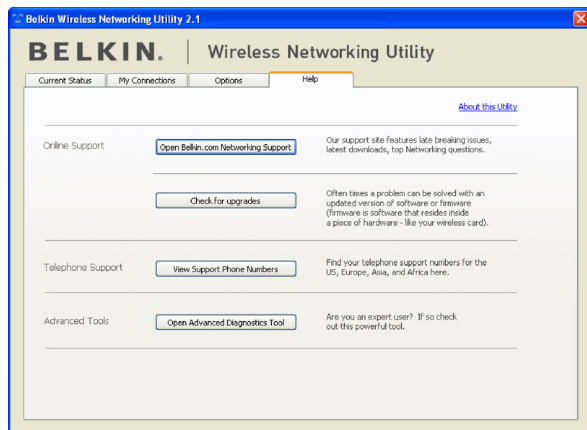 Belkin Wireless Networking Utility 2.1
BELKIN. | Wireless Networking Utility
Current Status My Connections Options Help
About this Utility
Online Support
Open Belkin.com Networking Support
Our support site features late breaking issues,
latest downloads, top Networking questions.
Check for upgrades
Often times a problem can be solved with an
updated version of software or firmware
(firmware is software that resides inside
a piece of hardware - like your wireless card).
Telephone Support
View Support Phone Numbers
Find your telephone support numbers for the
US, Europe, Asia, and Africa here.
Advanced Tools
Open Advanced Diagnostics Tool
Are you an expert user? If so check
out this powerful tool.